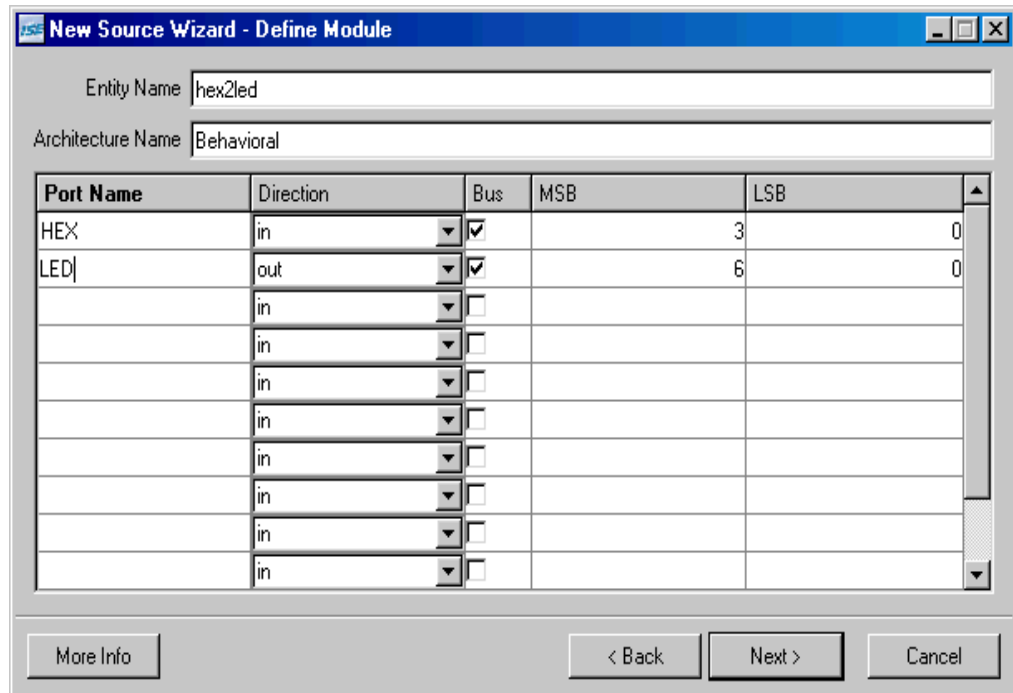 ISE New Source Wizard - Define Module
Entity Name hex2led
Architecture Name Behavioral
Port Name Direction Bus MSB LSB
HEX in 3 0
LED out 6 0
in
in
in
in
in
in
in
in
More Info < Back Next > Cancel